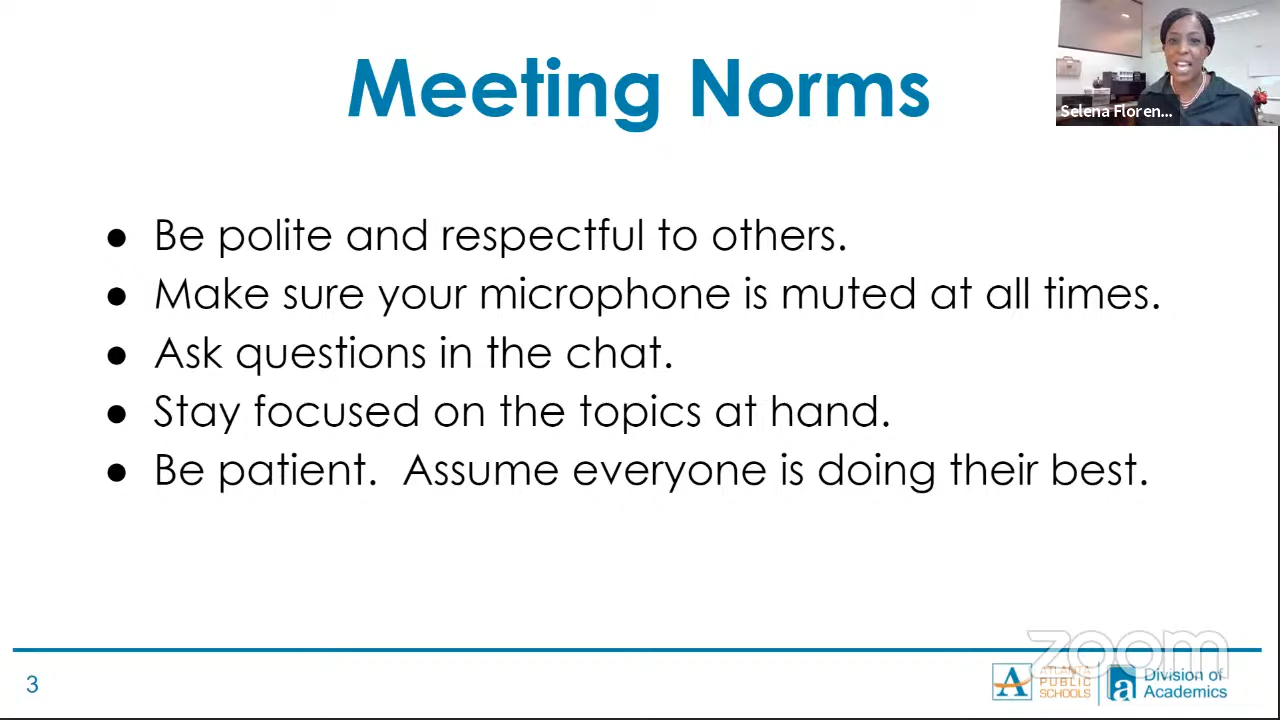 Meeting Norms
Selena Floren...
● Be polite and respectful to others.
● Make sure your microphone is muted at all times.
● Ask questions in the chat.
● Stay focused on the topics at hand.
● Be patient.  Assume everyone is doing their best.
zoom
3
ATLANTA
PUBLIC
SCHOOLS
a
Division of
Academics